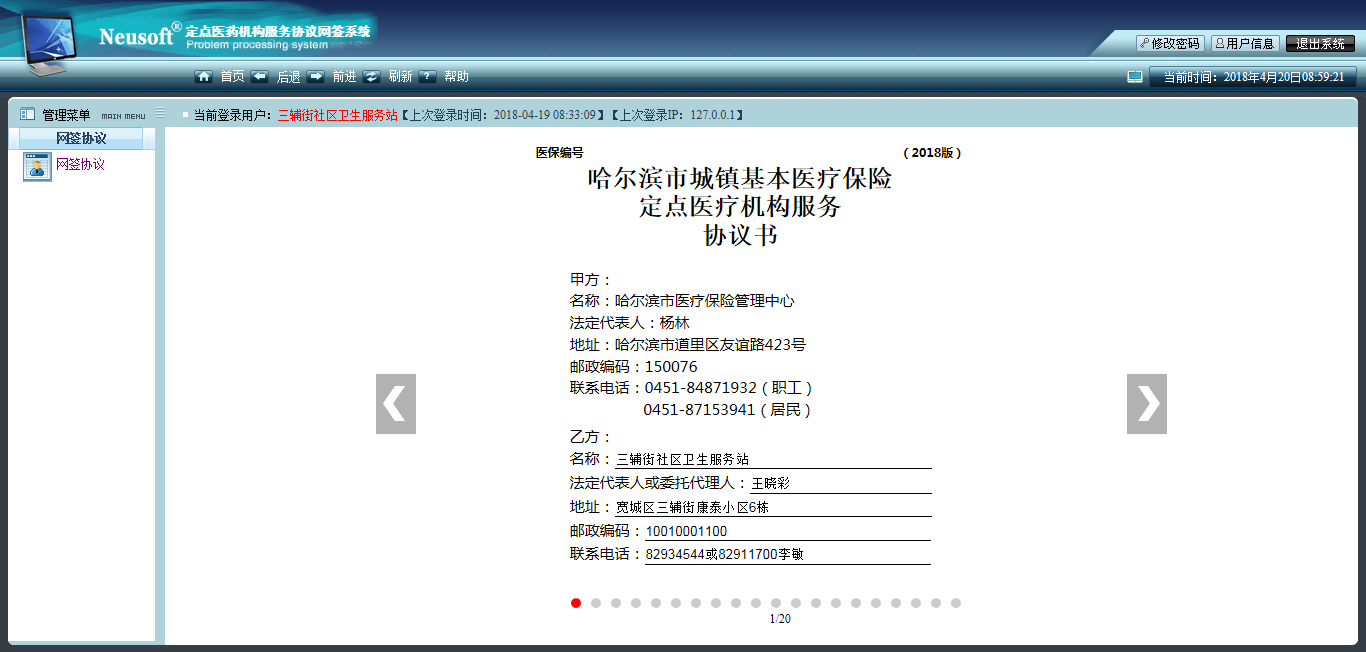 Neusoft® 定点医药机构服务协议网签系统
Problem processing system
修改密码 用户信息 退出系统
首页 后退 前进 刷新 帮助
当前时间：2018年4月20日08:59:21
管理菜单 MAIN MENU
当前登录用户：三辅街社区卫生服务站【上次登录时间：2018-04-19 08:33:09】【上次登录IP：127.0.0.1】
网签协议
网签协议
医保编号 （2018版）
哈尔滨市城镇基本医疗保险
定点医疗机构服务
协议书
甲方：
名称：哈尔滨市医疗保险管理中心
法定代表人：杨林
地址：哈尔滨市道里区友谊路423号
邮政编码：150076
联系电话：0451-84871932（职工）
0451-87153941（居民）
乙方：
名称：三辅街社区卫生服务站
法定代表人或委托代理人：王晓彩
地址：宽城区三辅街康泰小区6栋
邮政编码：10010001100
联系电话：82934544或82911700李敏
1/20